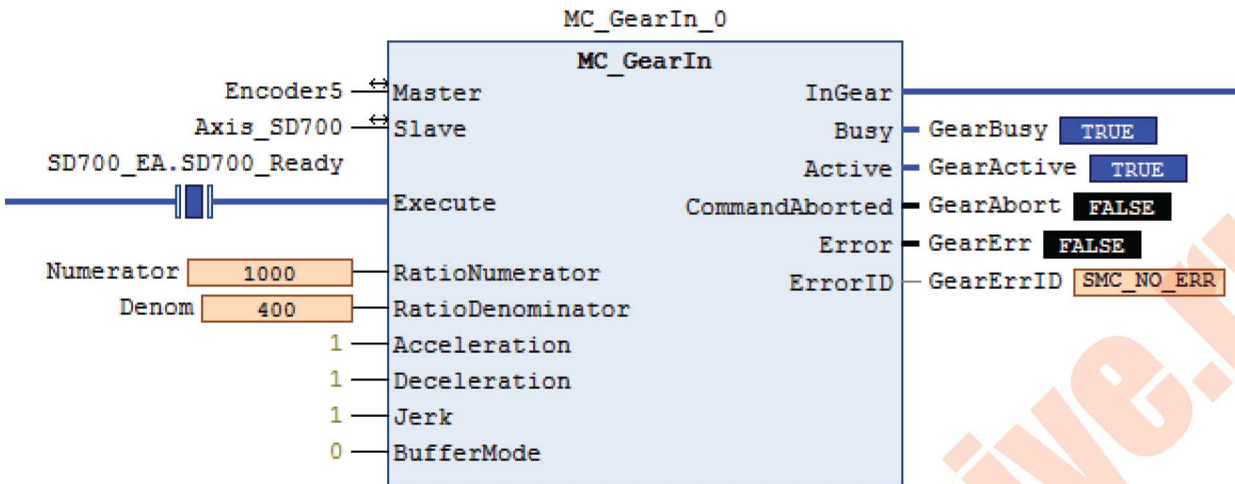 MC_GearIn_0
MC_GearIn
Encoder5 Master InGear
Axis_SD700 Slave Busy GearBusy TRUE
SD700_EA.SD700_Ready Active GearActive TRUE
Execute CommandAborted GearAbort FALSE
Error GearErr FALSE
Numerator 1000 RatioNumerator ErrorID GearErrID SMC_NO_ERR
Denom 400 RatioDenominator
1 Acceleration
1 Deceleration
1 Jerk
0 BufferMode
ive.r